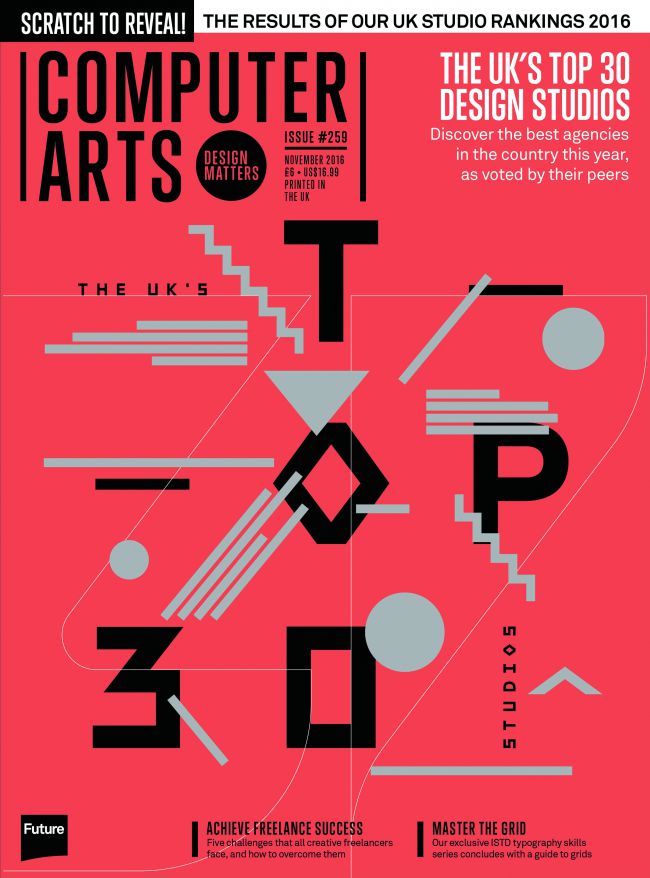 SCRATCH TO REVEAL!
THE RESULTS OF OUR UK STUDIO RANKINGS 2016
COMPUTER
ARTS
DESIGN
MATTERS
ISSUE #259
NOVEMBER 2016
£6 • US$16.99
PRINTED IN
THE UK
THE UK'S TOP 30
DESIGN STUDIOS
Discover the best agencies
in the country this year,
as voted by their peers
THE UK'S
T
O P
30
STUDIOS
Future
ACHIEVE FREELANCE SUCCESS
Five challenges that all creative freelancers
face, and how to overcome them
MASTER THE GRID
Our exclusive ISTD typography skills
series concludes with a guide to grids